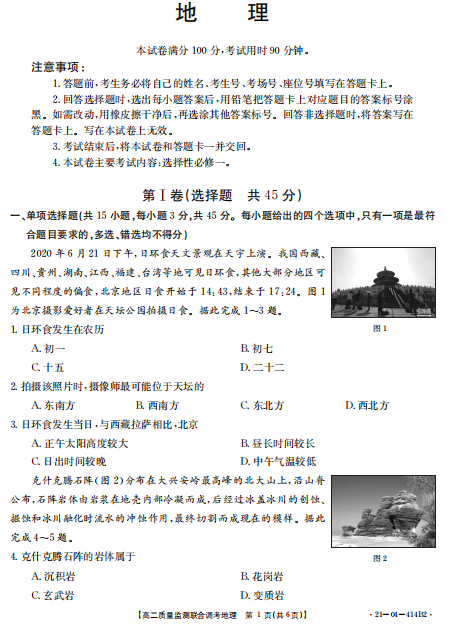 地 理
本试卷满分 100 分,考试用时 90 分钟。
注意事项:
1.答题前,考生务必将自己的姓名、考生号、考场号、座位号填写在答题卡上。
2.回答选择题时,选出每小题答案后,用铅笔把答题卡上对应题目的答案标号涂
黑。如需改动,用橡皮擦干净后,再选涂其他答案标号。回答非选择题时,将答案写在
答题卡上。写在本试卷上无效。
3.考试结束后,将本试卷和答题卡一并交回。
4.本试卷主要考试内容:选择性必修一。
第Ⅰ卷(选择题 共 45 分)
一、单项选择题(共 15 小题,每小题 3 分,共 45 分。每小题给出的四个选项中,只有一项是最符
合题目要求的,多选、错选均不得分)
2020 年 6 月 21 日下午,日环食天文景观在天宇上演。我国西藏、
四川、贵州、湖南、江西、福建、台湾等地可见日环食,其他大部分地区可
见不同程度的偏食,北京地区日食开始于 14:43,结束于 17:24。图 1
为北京摄影爱好者在天坛公园拍摄日食。据此完成 1~3 题。
图 1
1. 日环食发生在农历
A. 初一 B. 初七
C. 十五 D. 二十二
2. 拍摄该照片时,摄像师最可能位于天坛的
A. 东南方 B. 西南方 C. 东北方 D. 西北方
3. 日环食发生当日,与西藏拉萨相比,北京
A. 正午太阳高度较大 B. 昼长时间较长
C. 日出时间较晚 D. 中午气温较低
克什克腾石阵(图 2)分布在大兴安岭最高峰的北大山上,沿山脊
分布,石阵岩体由岩浆在地壳内部冷凝而成,后经过冰盖冰川的刨蚀、
掘蚀和冰川融化时流水的冲蚀作用,最终切割而成现在的模样。据此
完成 4~5 题。
图 2
4. 克什克腾石阵的岩体属于
A. 沉积岩 B. 花岗岩
C. 玄武岩 D. 变质岩
【高二质量监测联合调考地理 第 1 页(共 6 页)】 ·21-04-414B2·